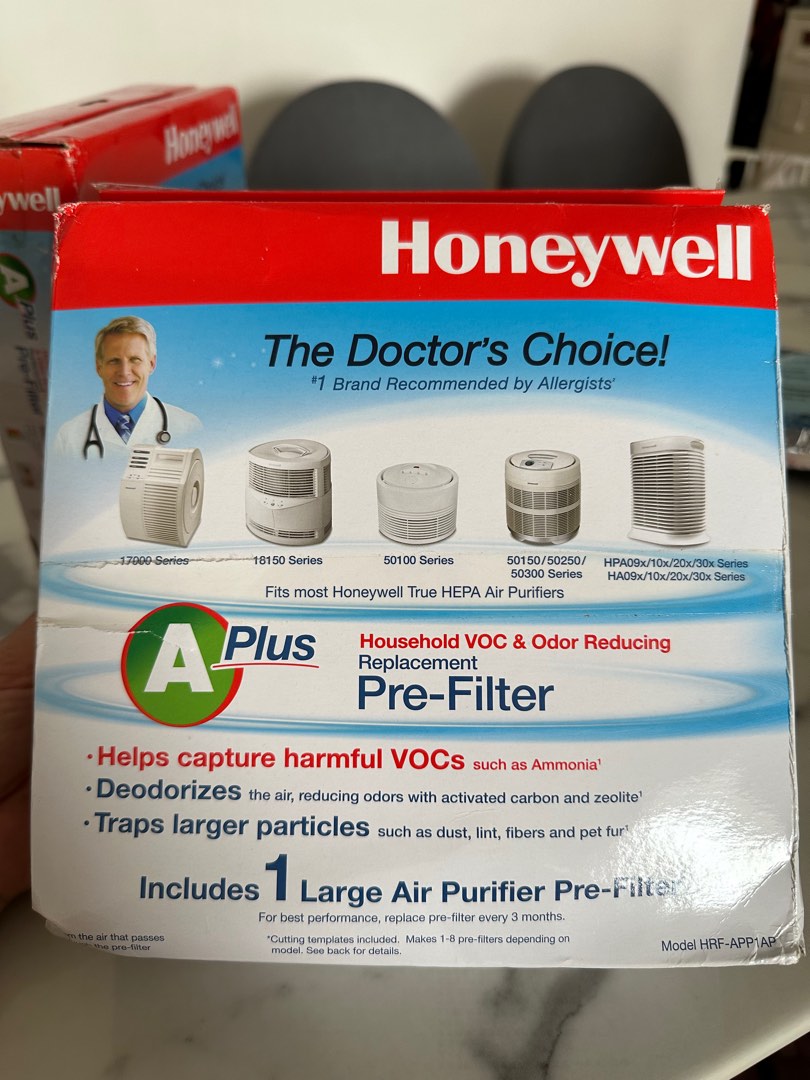 Honeywell
ywell
A Plus Pre-Filter
Honeywell
The Doctor's Choice!
#1 Brand Recommended by Allergists'
17000 Series
18150 Series
50100 Series
50150/50250/
50300 Series
HPA09x/10x/20x/30x Series
HA09x/10x/20x/30x Series
Fits most Honeywell True HEPA Air Purifiers
A Plus
Household VOC & Odor Reducing
Replacement
Pre-Filter
·Helps capture harmful VOCs such as Ammonia¹
·Deodorizes the air, reducing odors with activated carbon and zeolite¹
·Traps larger particles such as dust, lint, fibers and pet fur¹
Includes 1 Large Air Purifier Pre-Filter
For best performance, replace pre-filter every 3 months.
the air that passes
the pre-filter
*Cutting templates included. Makes 1-8 pre-filters depending on
model. See back for details.
Model HRF-APP1AP